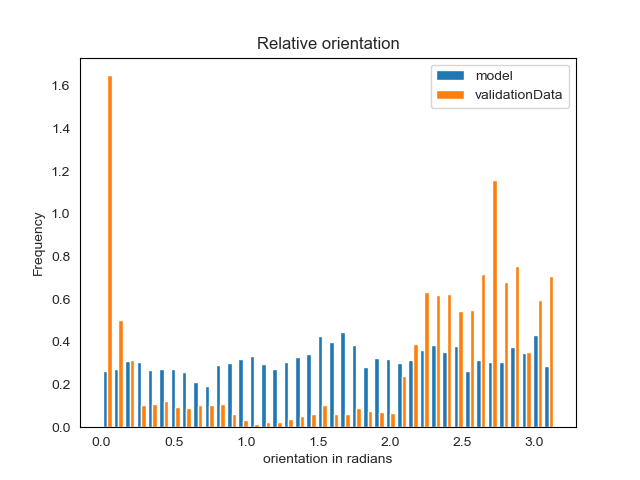 Relative orientation
model
validationData
Frequency
1.6
1.4
1.2
1.0
0.8
0.6
0.4
0.2
0.0
0.0 0.5 1.0 1.5 2.0 2.5 3.0
orientation in radians